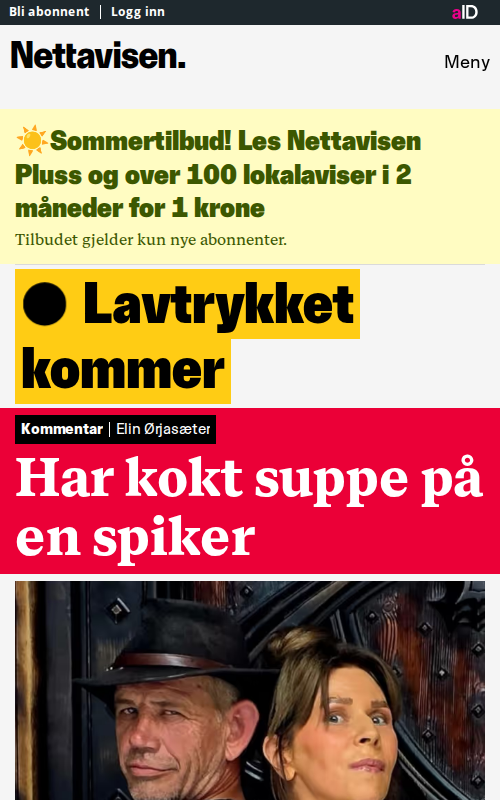 Bli abonnent | Logg inn
aID
Nettavisen.
Meny
☀️Sommertilbud! Les Nettavisen
Pluss og over 100 lokalaviser i 2
måneder for 1 krone
Tilbudet gjelder kun nye abonnenter.
● Lavtrykket
kommer
Kommentar | Elin Ørjasæter
Har kokt suppe på
en spiker